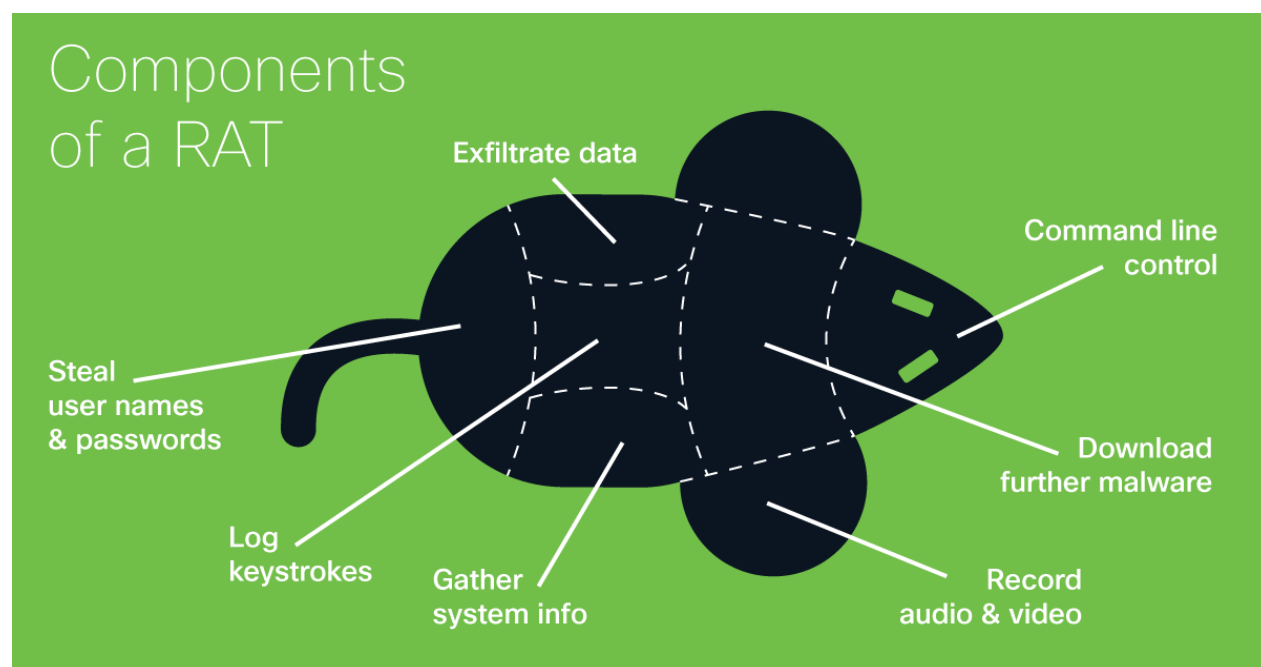 Components
of a RAT
Exfiltrate data
Command line
control
Steal
user names
& passwords
Download
further malware
Log
keystrokes
Gather
system info
Record
audio & video